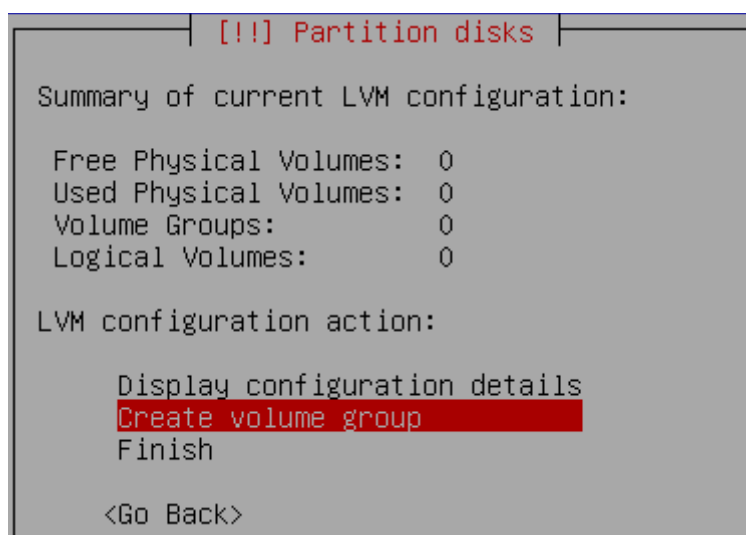 [!!] Partition disks
Summary of current LVM configuration:
Free Physical Volumes: 0
Used Physical Volumes: 0
Volume Groups: 0
Logical Volumes: 0
LVM configuration action:
Display configuration details
Create volume group
Finish
<Go Back>